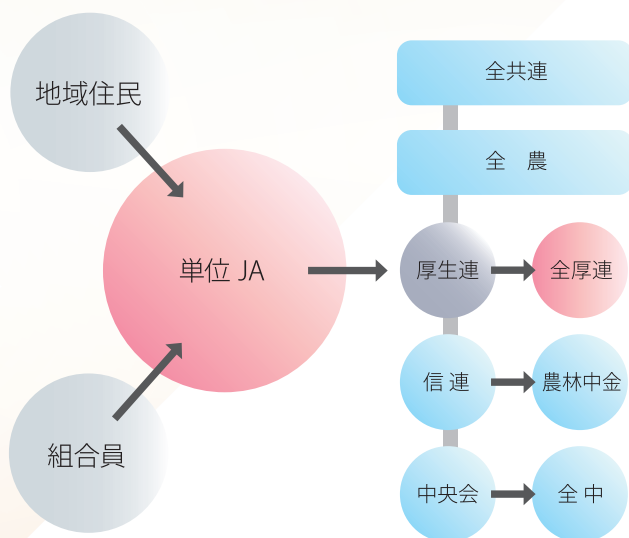 地域住民
組合員
単位 JA
全共連
全　農
厚生連
全厚連
信 連
農林中金
中央会
全 中